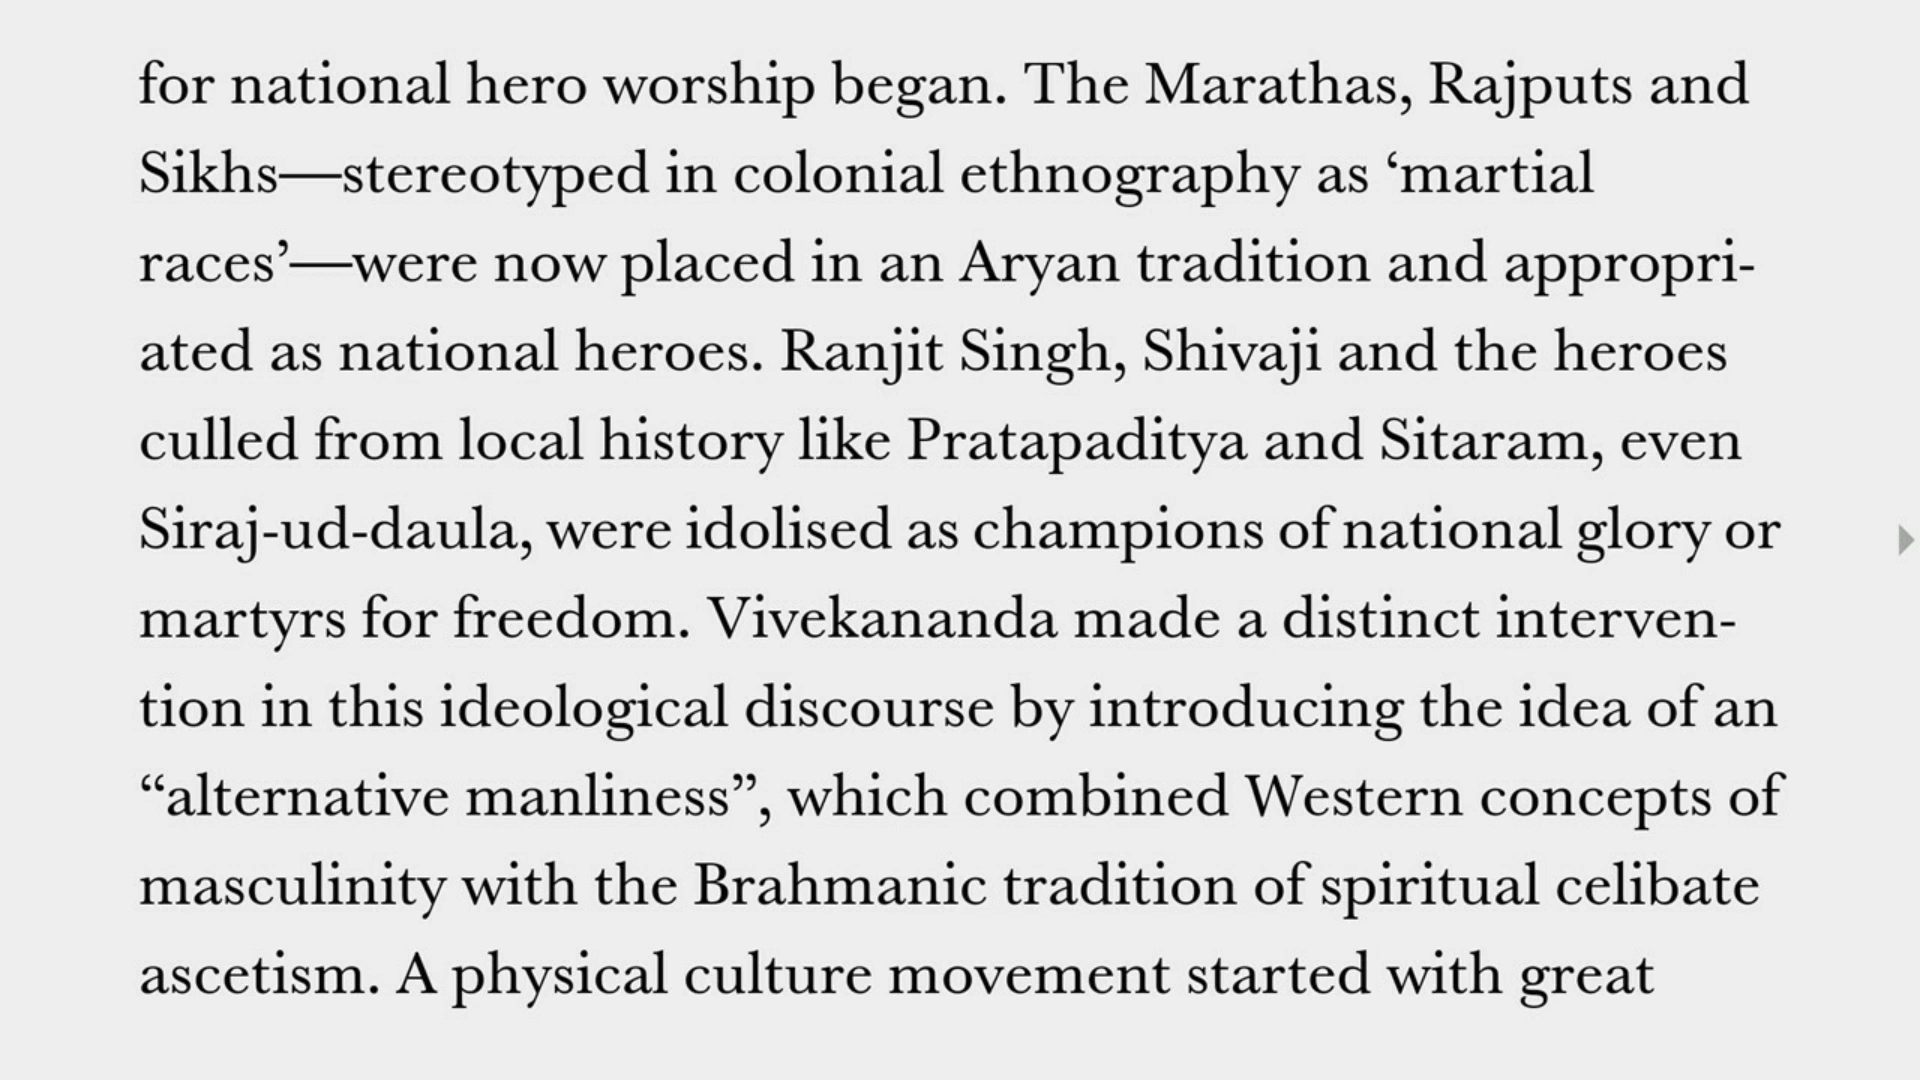 for national hero worship began. The Marathas, Rajputs and
Sikhs—stereotyped in colonial ethnography as ‘martial
races’—were now placed in an Aryan tradition and appropri-
ated as national heroes. Ranjit Singh, Shivaji and the heroes
culled from local history like Pratapaditya and Sitaram, even
Siraj-ud-daula, were idolised as champions of national glory or
martyrs for freedom. Vivekananda made a distinct interven-
tion in this ideological discourse by introducing the idea of an
“alternative manliness”, which combined Western concepts of
masculinity with the Brahmanic tradition of spiritual celibate
ascetism. A physical culture movement started with great